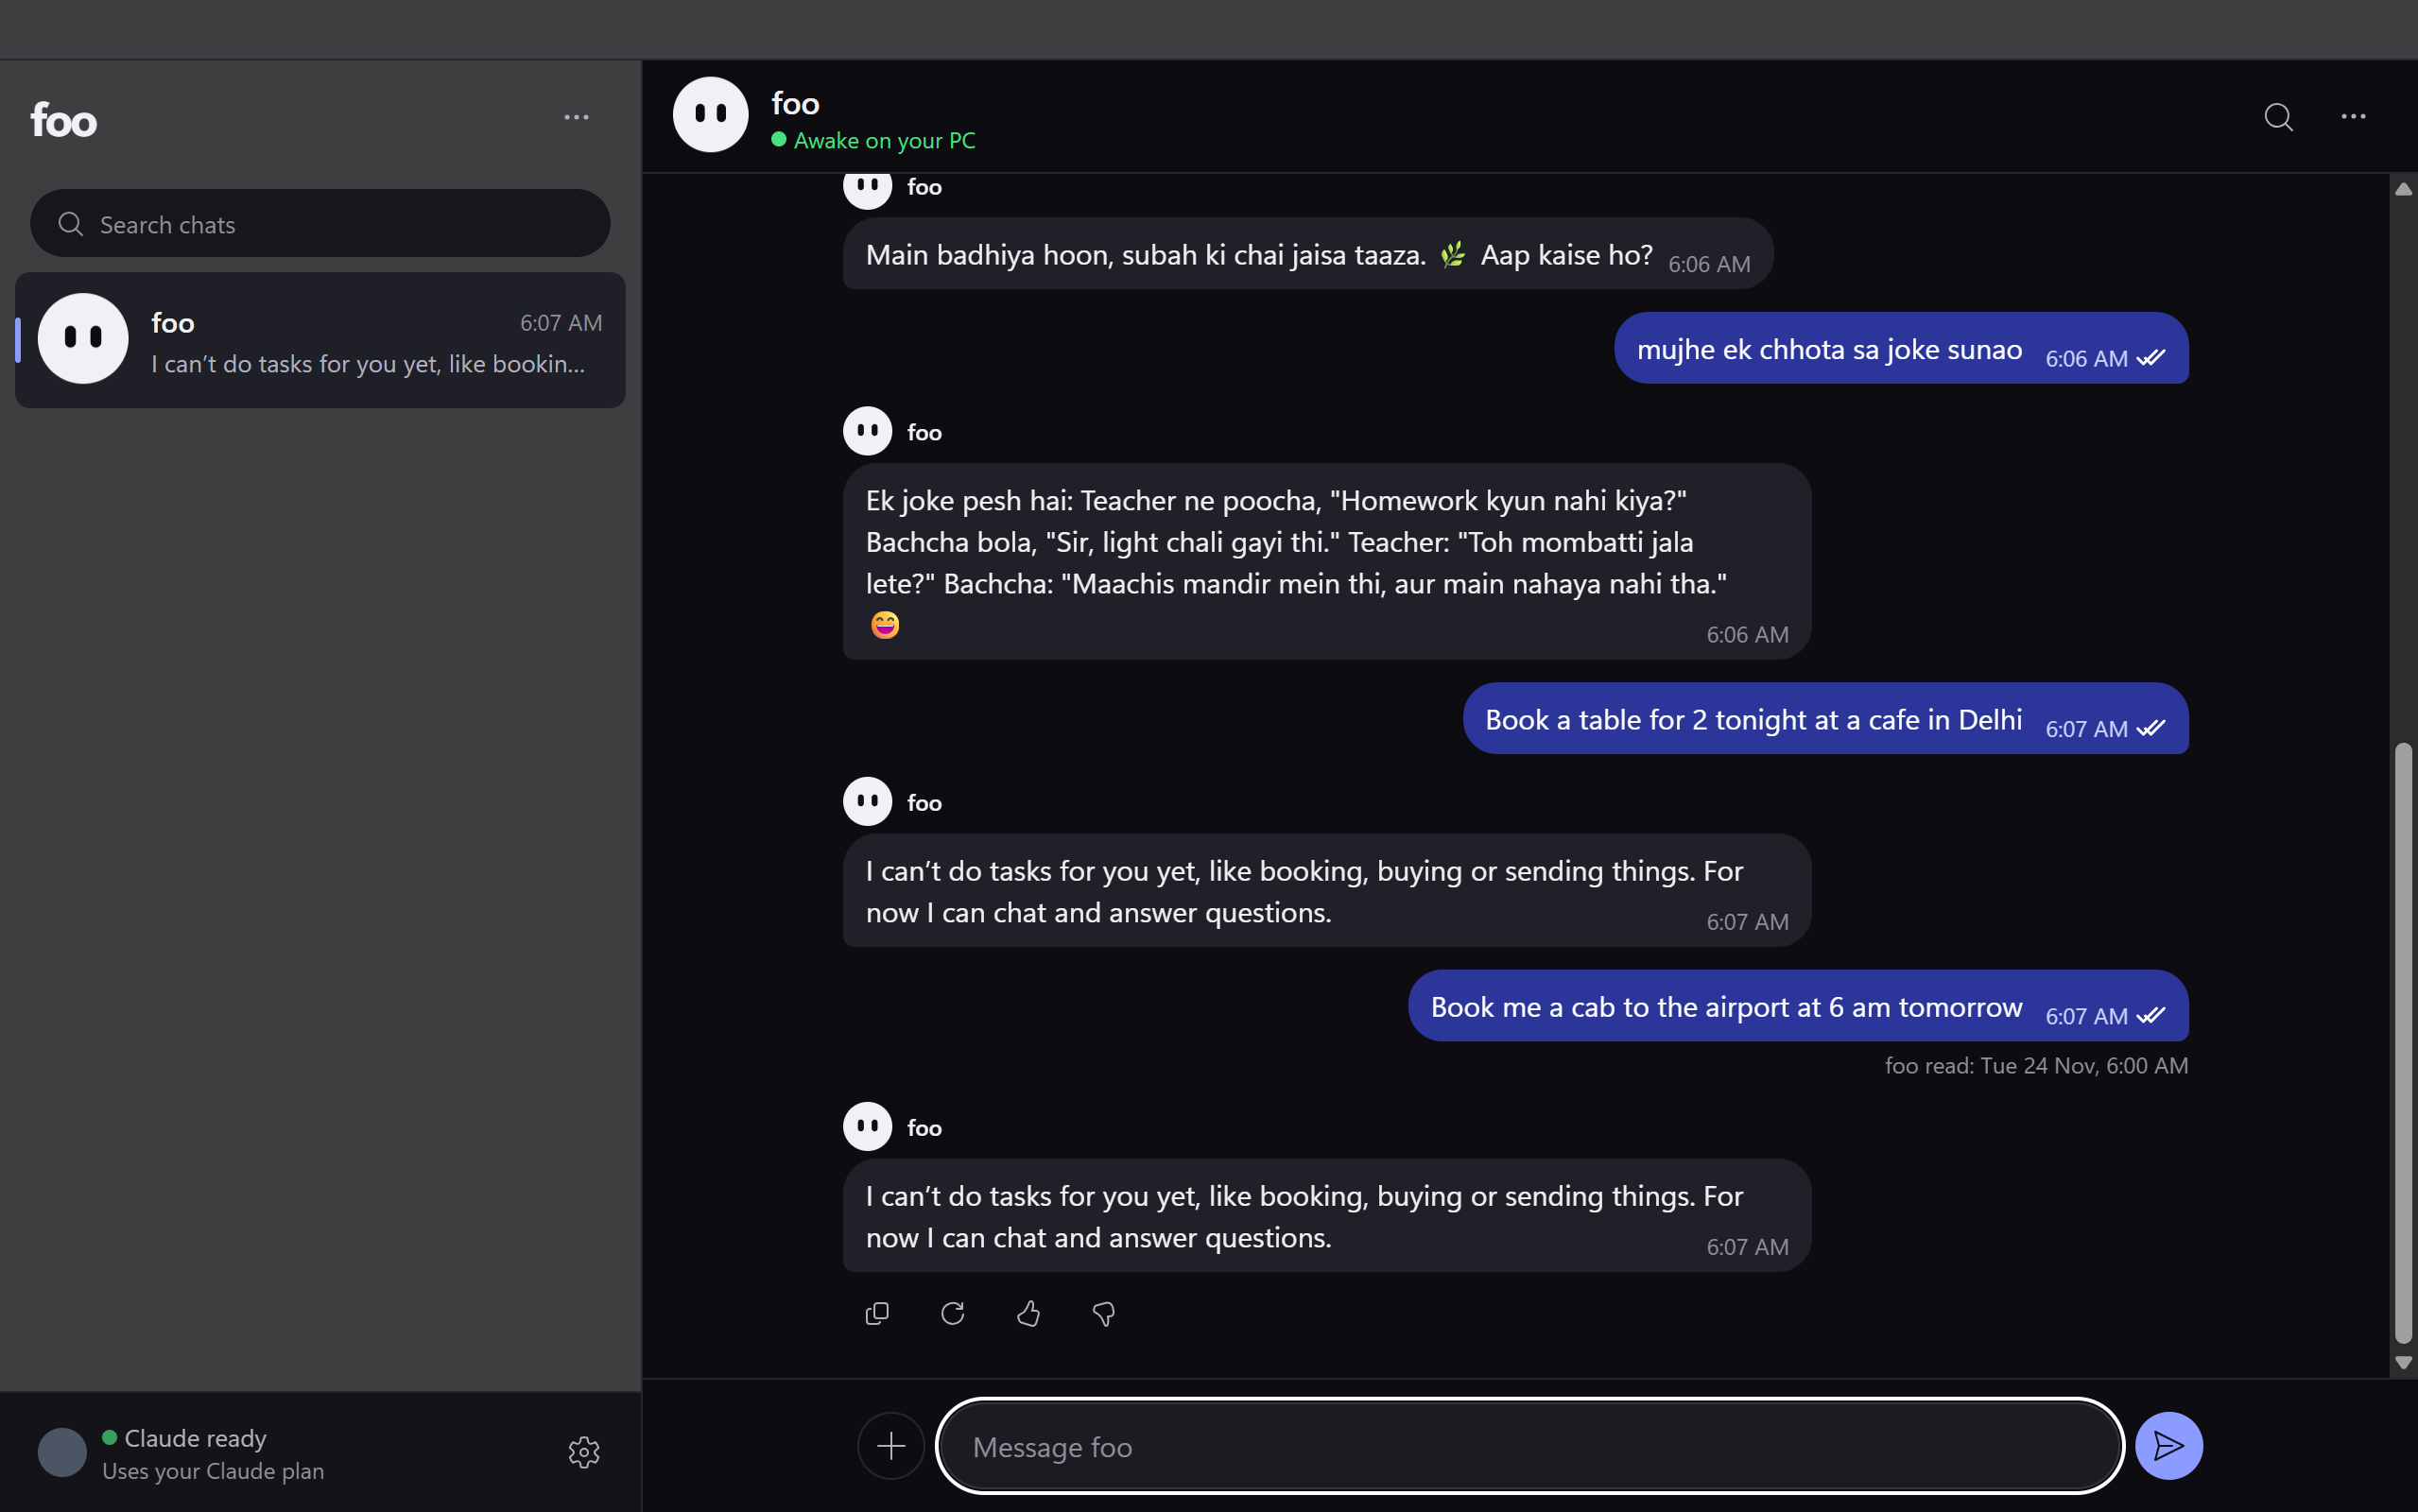 foo
Search chats
foo 6:07 AM
I can’t do tasks for you yet, like bookin...
Claude ready
Uses your Claude plan
foo
Awake on your PC
foo
Main badhiya hoon, subah ki chai jaisa taaza. 🌿 Aap kaise ho? 6:06 AM
mujhe ek chhota sa joke sunao 6:06 AM
foo
Ek joke pesh hai: Teacher ne poocha, "Homework kyun nahi kiya?"
Bachcha bola, "Sir, light chali gayi thi." Teacher: "Toh mombatti jala
lete?" Bachcha: "Maachis mandir mein thi, aur main nahaya nahi tha."
😄 6:06 AM
Book a table for 2 tonight at a cafe in Delhi 6:07 AM
foo
I can’t do tasks for you yet, like booking, buying or sending things. For
now I can chat and answer questions. 6:07 AM
Book me a cab to the airport at 6 am tomorrow 6:07 AM
foo read: Tue 24 Nov, 6:00 AM
foo
I can’t do tasks for you yet, like booking, buying or sending things. For
now I can chat and answer questions. 6:07 AM
Message foo